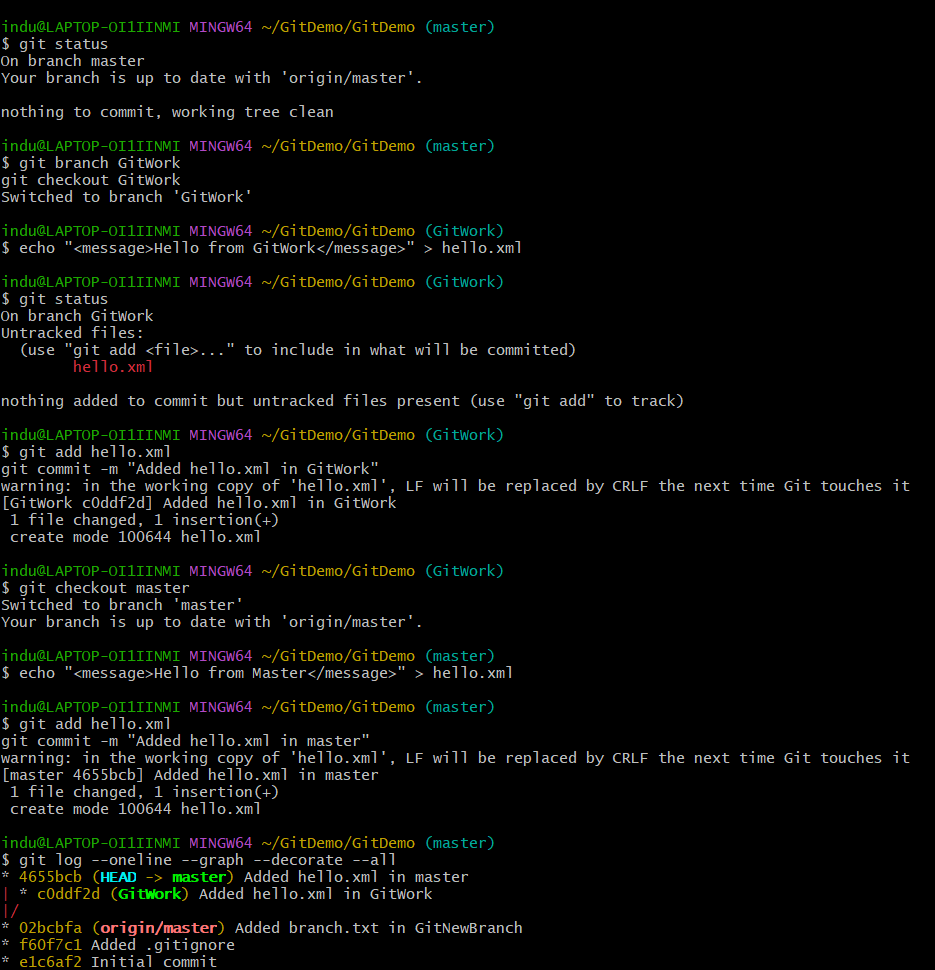 indu@LAPTOP-OI1IINMI MINGW64 ~/GitDemo/GitDemo (master)
$ git status
On branch master
Your branch is up to date with 'origin/master'.
nothing to commit, working tree clean
indu@LAPTOP-OI1IINMI MINGW64 ~/GitDemo/GitDemo (master)
$ git branch GitWork
git checkout GitWork
Switched to branch 'GitWork'
indu@LAPTOP-OI1IINMI MINGW64 ~/GitDemo/GitDemo (GitWork)
$ echo "<message>Hello from GitWork</message>" > hello.xml
indu@LAPTOP-OI1IINMI MINGW64 ~/GitDemo/GitDemo (GitWork)
$ git status
On branch GitWork
Untracked files:
  (use "git add <file>..." to include in what will be committed)
        hello.xml
nothing added to commit but untracked files present (use "git add" to track)
indu@LAPTOP-OI1IINMI MINGW64 ~/GitDemo/GitDemo (GitWork)
$ git add hello.xml
git commit -m "Added hello.xml in GitWork"
warning: in the working copy of 'hello.xml', LF will be replaced by CRLF the next time Git touches it
[GitWork c0ddf2d] Added hello.xml in GitWork
 1 file changed, 1 insertion(+)
 create mode 100644 hello.xml
indu@LAPTOP-OI1IINMI MINGW64 ~/GitDemo/GitDemo (GitWork)
$ git checkout master
Switched to branch 'master'
Your branch is up to date with 'origin/master'.
indu@LAPTOP-OI1IINMI MINGW64 ~/GitDemo/GitDemo (master)
$ echo "<message>Hello from Master</message>" > hello.xml
indu@LAPTOP-OI1IINMI MINGW64 ~/GitDemo/GitDemo (master)
$ git add hello.xml
git commit -m "Added hello.xml in master"
warning: in the working copy of 'hello.xml', LF will be replaced by CRLF the next time Git touches it
[master 4655bcb] Added hello.xml in master
 1 file changed, 1 insertion(+)
 create mode 100644 hello.xml
indu@LAPTOP-OI1IINMI MINGW64 ~/GitDemo/GitDemo (master)
$ git log --oneline --graph --decorate --all
* 4655bcb (HEAD -> master) Added hello.xml in master
| * c0ddf2d (GitWork) Added hello.xml in GitWork
|/
* 02bcbfa (origin/master) Added branch.txt in GitNewBranch
* f60f7c1 Added .gitignore
* e1c6af2 Initial commit